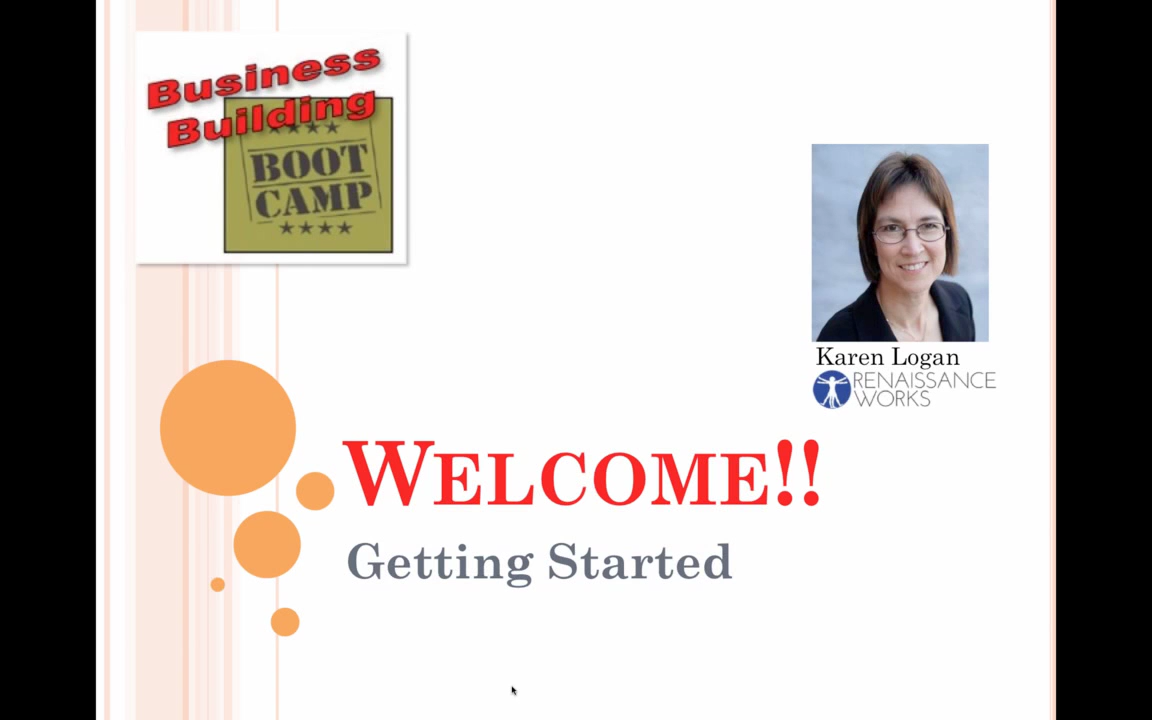 Business
Building
BOOT
CAMP
Karen Logan
RENAISSANCE
WORKS
WELCOME!!
Getting Started